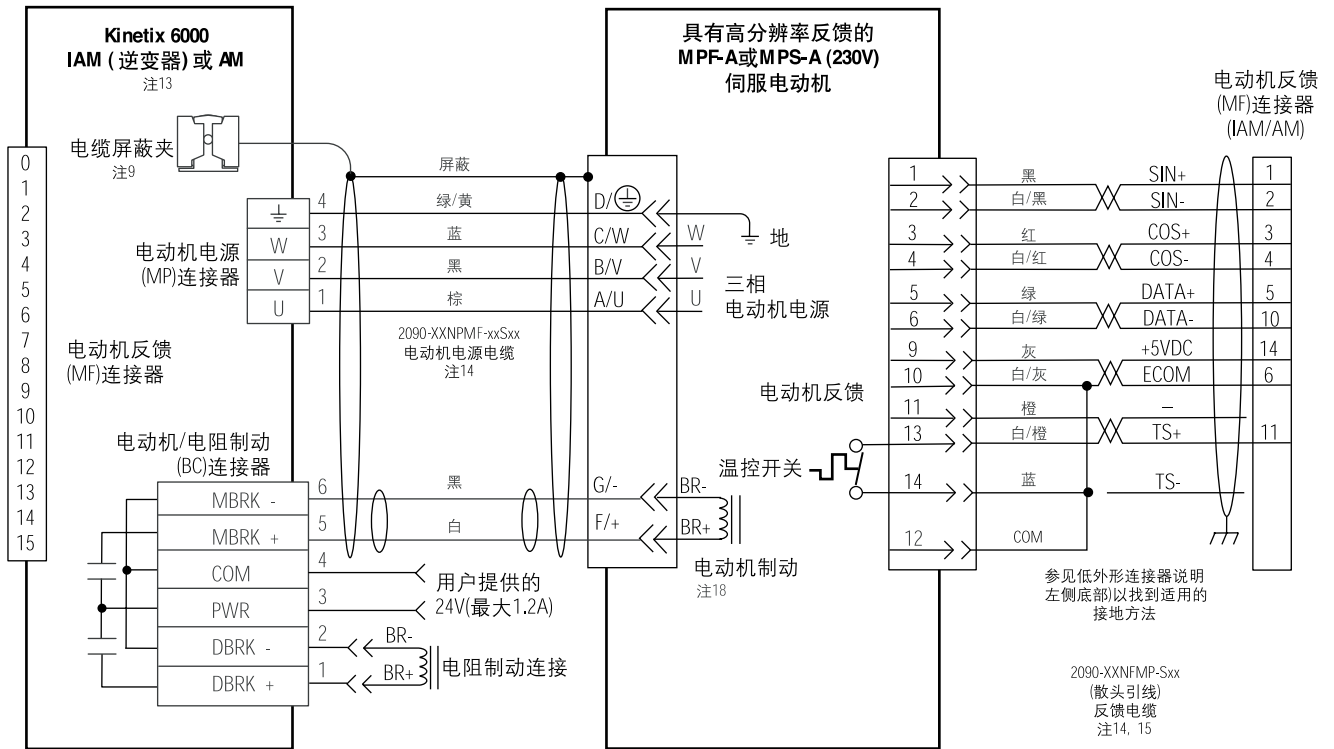 Kinetix 6000
IAM ( 逆变器) 或 AM
注13
电缆屏蔽夹
注9
0
1
2
3
4
5
6
7
8
9
10
11
12
13
14
15
W
V
U
4
3
2
1
电动机电源
(MP)连接器
电动机反馈
(MF)连接器
电动机/电阻制动
(BC)连接器
MBRK -
MBRK +
COM
PWR
DBRK -
DBRK +
6
5
4
3
2
1
屏蔽
绿/黄
蓝
黑
棕
2090-XXNPMF-xxSxx
电动机电源电缆
注14
黑
白
用户提供的
24V(最大1.2A)
BR-
BR+
电阻制动连接
具有高分辨率反馈的
MPF-A或MPS-A (230V)
伺服电动机
D/
C/W
B/V
A/U
W
V
U
地
三相
电动机电源
G/-
F/+
BR-
BR+
电动机制动
注18
电动机反馈
温控开关
1
2
3
4
5
6
9
10
11
13
14
12
黑
白/黑
红
白/红
绿
白/绿
灰
白/灰
橙
白/橙
蓝
COM
SIN+
SIN-
COS+
COS-
DATA+
DATA-
+5VDC
ECOM
–
TS+
TS-
电动机反馈
(MF)连接器
(IAM/AM)
1
2
3
4
5
10
14
6
11
参见低外形连接器说明
左侧底部)以找到适用的
接地方法
2090-XXNFMP-Sxx
(散头引线)
反馈电缆
注14, 15